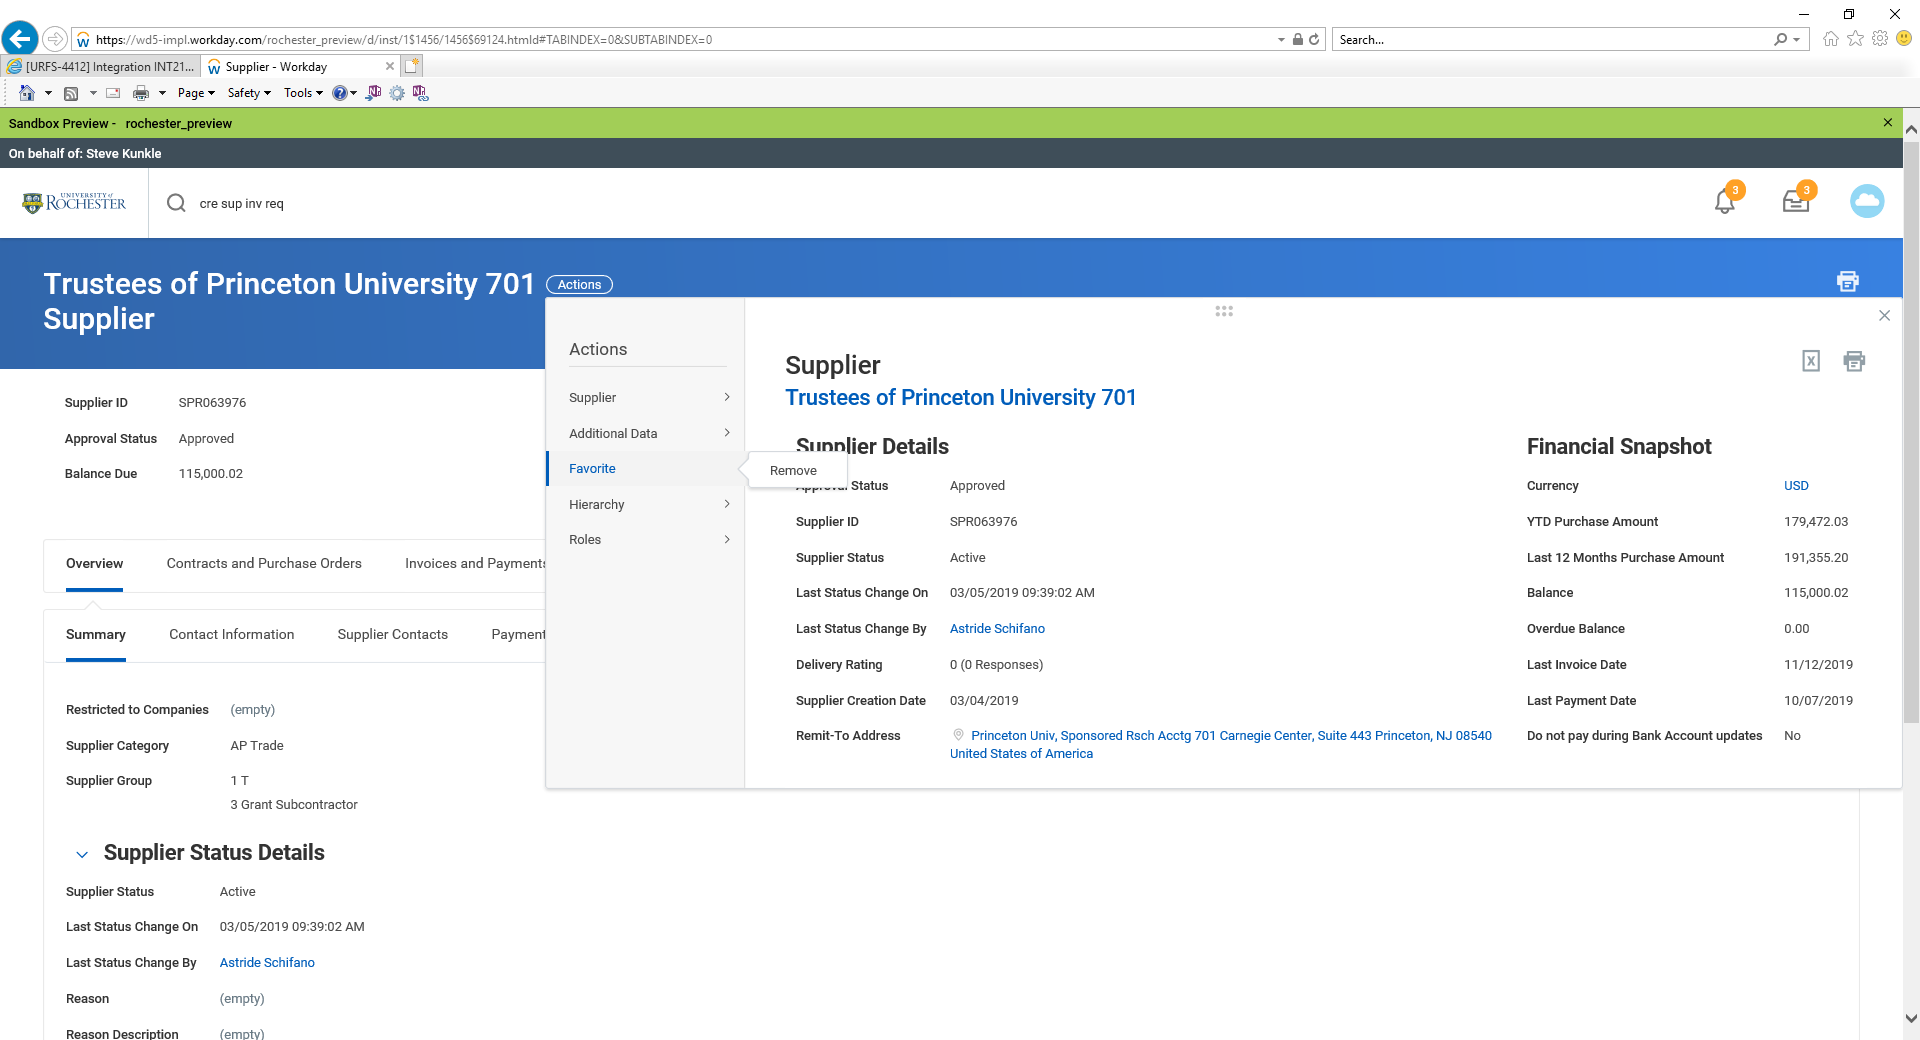 https://wd5-impl.workday.com/rochester_preview/d/inst/1$1456/1456$69124.htmld#TABINDEX=0&SUBTABINDEX=0
Search...
[URFS-4412] Integration INT21...
Supplier - Workday
Page
Safety
Tools
Sandbox Preview - rochester_preview
On behalf of: Steve Kunkle
UNIVERSITY of
ROCHESTER
cre sup inv req
3
3
Trustees of Princeton University 701
Actions
Supplier
Supplier ID SPR063976
Approval Status Approved
Balance Due 115,000.02
Overview Contracts and Purchase Orders Invoices and Payments
Summary Contact Information Supplier Contacts Payment
Restricted to Companies (empty)
Supplier Category AP Trade
Supplier Group 1 T
3 Grant Subcontractor
Supplier Status Details
Supplier Status Active
Last Status Change On 03/05/2019 09:39:02 AM
Last Status Change By Astride Schifano
Reason (empty)
Reason Description (empty)
Actions
Supplier
Additional Data
Favorite
Hierarchy
Roles
Remove
Supplier
Trustees of Princeton University 701
Supplier Details
Approval Status Approved
Supplier ID SPR063976
Supplier Status Active
Last Status Change On 03/05/2019 09:39:02 AM
Last Status Change By Astride Schifano
Delivery Rating 0 (0 Responses)
Supplier Creation Date 03/04/2019
Remit-To Address Princeton Univ, Sponsored Rsch Acctg 701 Carnegie Center, Suite 443 Princeton, NJ 08540
United States of America
Financial Snapshot
Currency USD
YTD Purchase Amount 179,472.03
Last 12 Months Purchase Amount 191,355.20
Balance 115,000.02
Overdue Balance 0.00
Last Invoice Date 11/12/2019
Last Payment Date 10/07/2019
Do not pay during Bank Account updates No